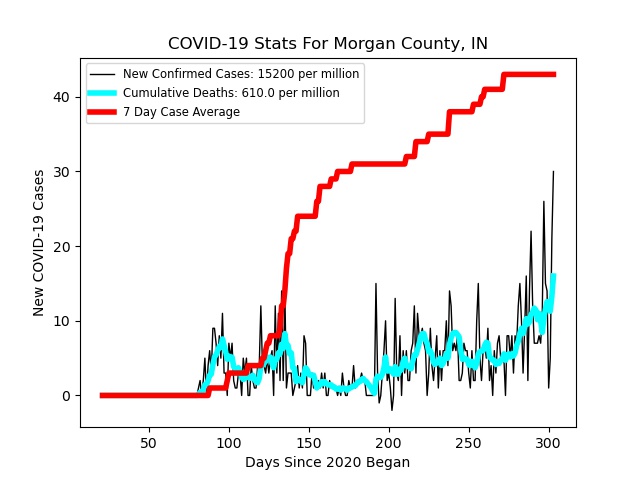 COVID-19 Stats For Morgan County, IN
New Confirmed Cases: 15200 per million
Cumulative Deaths: 610.0 per million
7 Day Case Average
New COVID-19 Cases
40
30
20
10
0
50 100 150 200 250 300
Days Since 2020 Began